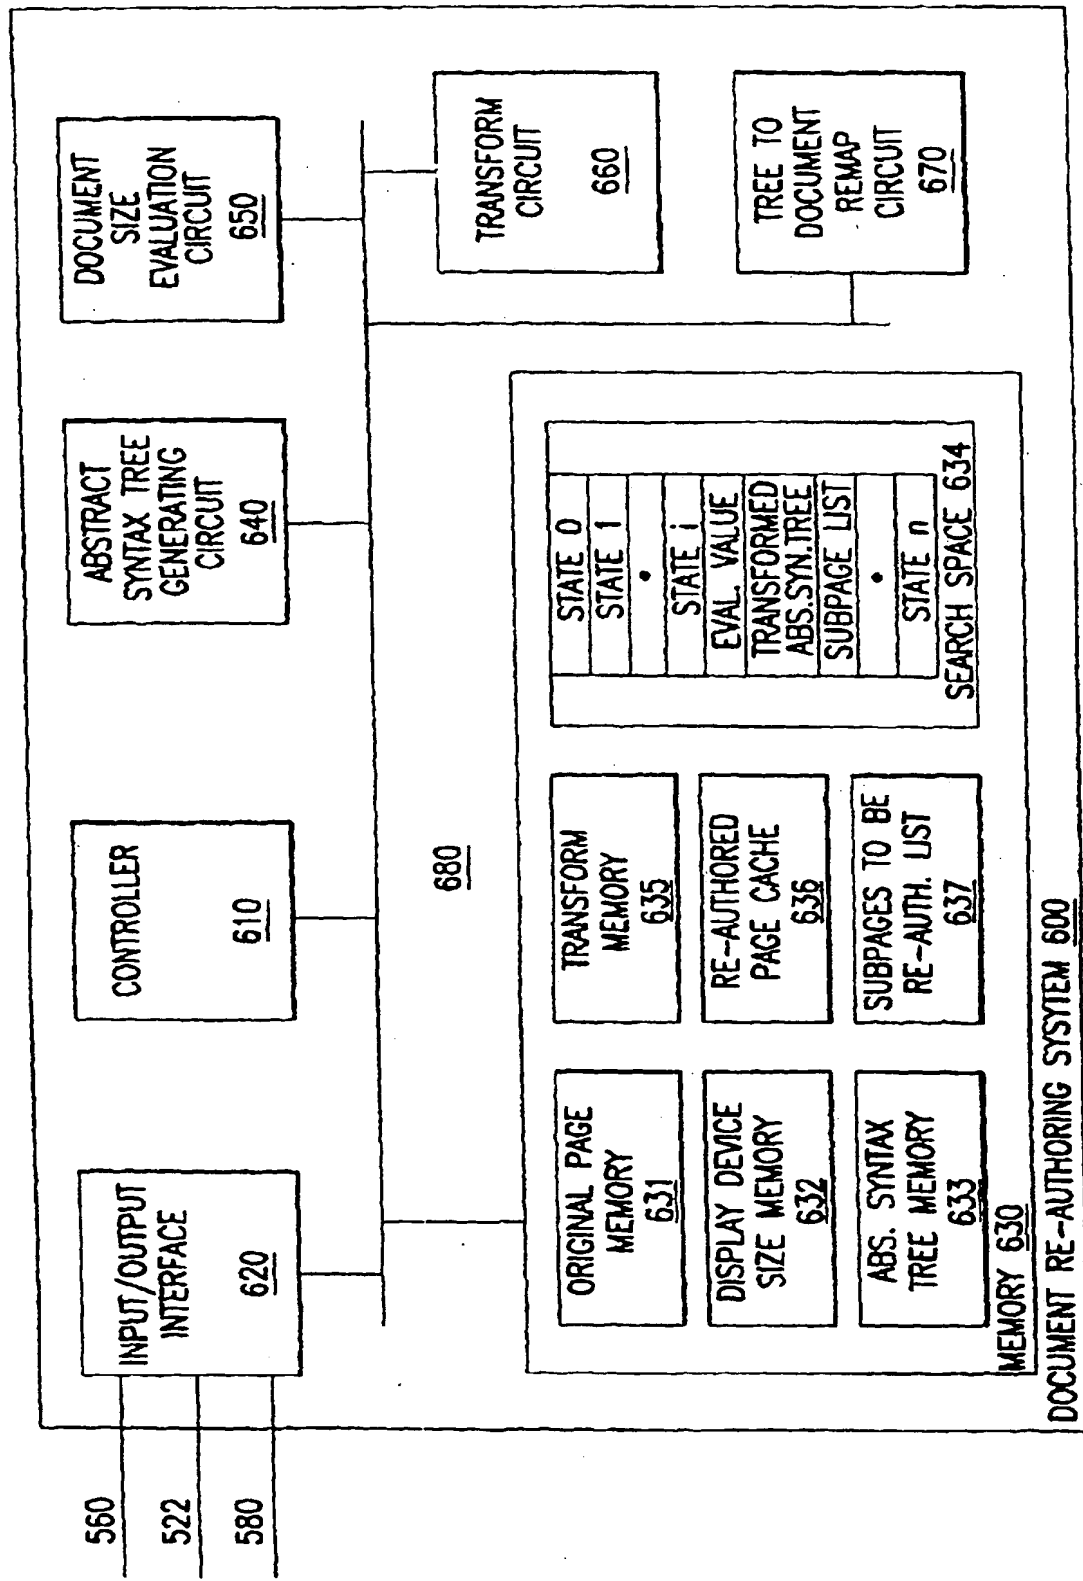 560
522
580
INPUT/OUTPUT
INTERFACE
620
CONTROLLER
610
ABSTRACT
SYNTAX TREE
GENERATING
CIRCUIT
640
DOCUMENT
SIZE
EVALUATION
CIRCUIT
650
TRANSFORM
CIRCUIT
660
TREE TO
DOCUMENT
REMAP
CIRCUIT
670
680
ORIGINAL PAGE
MEMORY
631
DISPLAY DEVICE
SIZE MEMORY
632
ABS. SYNTAX
TREE MEMORY
633
TRANSFORM
MEMORY
635
RE-AUTHORED
PAGE CACHE
636
SUBPAGES TO BE
RE-AUTH. LIST
637
STATE 0
STATE 1
•
STATE i
EVAL. VALUE
TRANSFORMED
ABS.SYN.TREE
SUBPAGE LIST
•
STATE n
SEARCH SPACE 634
MEMORY 630
DOCUMENT RE-AUTHORING SYSYTEM 600